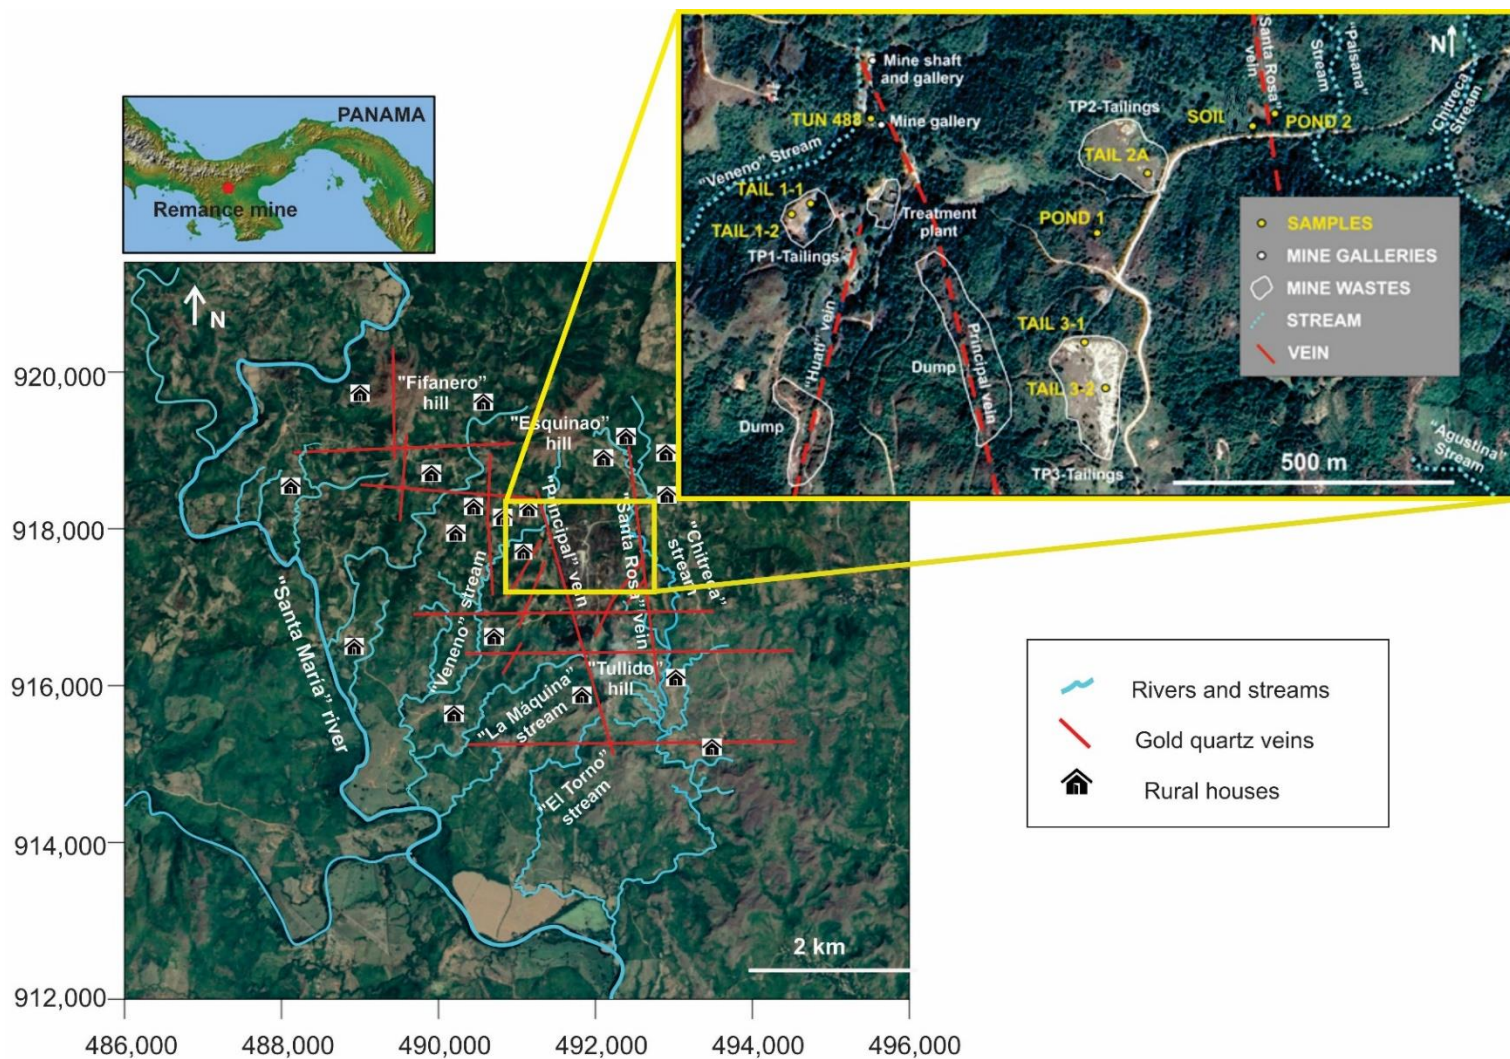 PANAMA
Remance mine
N
Mine shaft
and gallery
TUN 488
Mine gallery
"Veneno" Stream
TAIL 1-1
TAIL 1-2
TP1-Tailings
Treatment
plant
"Huati" vein
Dump
Dump
Principal vein
TP2-Tailings
TAIL 2A
POND 1
TAIL 3-1
TAIL 3-2
TP3-Tailings
SOIL
POND 2
"Santa Rosa"
vein
"Paisana"
Stream
"Chitreca"
Stream
"Agustina"
Stream
500 m
SAMPLES
MINE GALLERIES
MINE WASTES
STREAM
VEIN
N
"Fifanero"
hill
"Esquinao"
hill
"Principal" vein
"Santa Rosa" vein
"Chitreca"
stream
"Veneno" stream
"Santa María" river
"Tullido"
hill
"La Máquina"
stream
"El Torno"
stream
2 km
920,000
918,000
916,000
914,000
912,000
486,000
488,000
490,000
492,000
494,000
496,000
Rivers and streams
Gold quartz veins
Rural houses